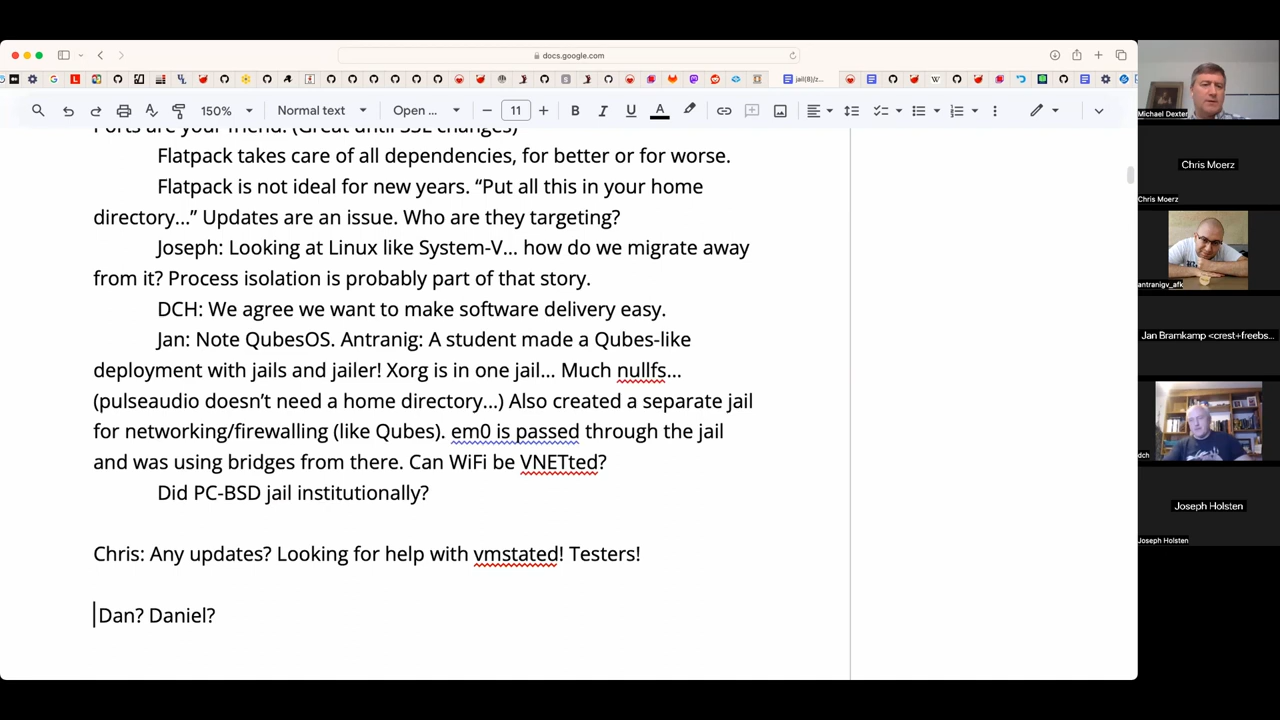 docs.google.com
jail(8)/z...
150%
Normal text
Open ...
11
Ports are your friend. (Great until SSL changes)
Flatpack takes care of all dependencies, for better or for worse.
Flatpack is not ideal for new years. “Put all this in your home
directory…” Updates are an issue. Who are they targeting?
Joseph: Looking at Linux like System-V… how do we migrate away
from it? Process isolation is probably part of that story.
DCH: We agree we want to make software delivery easy.
Jan: Note QubesOS. Antranig: A student made a Qubes-like
deployment with jails and jailer! Xorg is in one jail… Much nullfs…
(pulseaudio doesn’t need a home directory…) Also created a separate jail
for networking/firewalling (like Qubes). em0 is passed through the jail
and was using bridges from there. Can WiFi be VNETted?
Did PC-BSD jail institutionally?
Chris: Any updates? Looking for help with vmstated! Testers!
Dan? Daniel?
Michael Dexter
Chris Moerz
Chris Moerz
antranigv_afk
Jan Bramkamp <crest+freebs...
dch
Joseph Holsten
Joseph Holsten